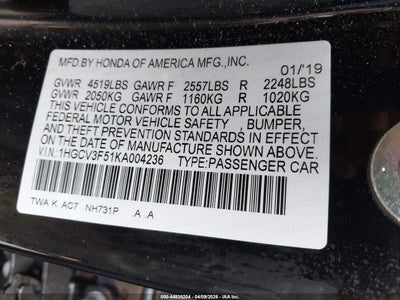 MFD BY HONDA OF AMERICA MFG.,INC.
01/'19
GVWR 4519LBS GAWR F 2557LBS R 2248LBS
GVWR 2050KG GAWR F 1160KG R 1020KG
THIS VEHICLE CONFORMS TO ALL APPLICABLE
FEDERAL MOTOR VEHICLE SAFETY , BUMPER,
AND THEFT PREVENTION STANDARDS IN EFFECT
ON THE DATE OF MANUFACTURE SHOWN ABOVE.
V.I.N.:1HGCV3F51KA004236 TYPE:PASSENGER CAR
TWA K AC7 NH731P .A .A
000-44838204 | 04/09/2026 | IAA